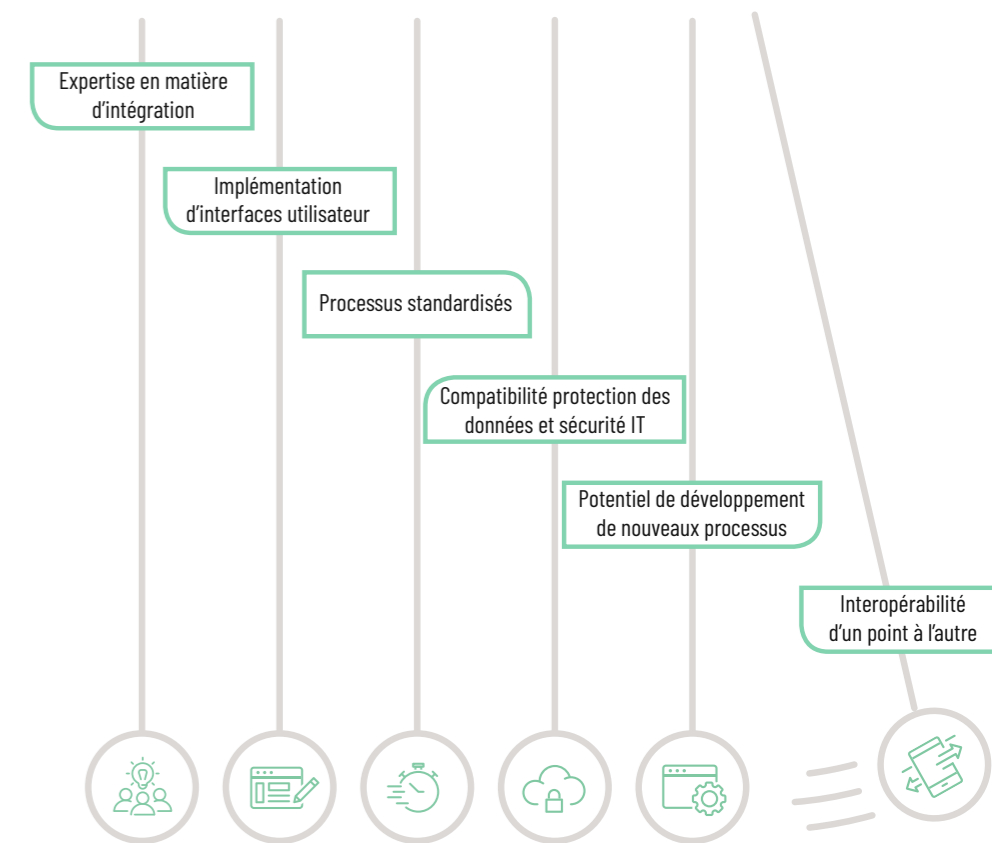 Expertise en matière
d'intégration
Implémentation
d'interfaces utilisateur
Processus standardisés
Compatibilité protection des
données et sécurité IT
Potentiel de développement
de nouveaux processus
Interopérabilité
d'un point à l'autre